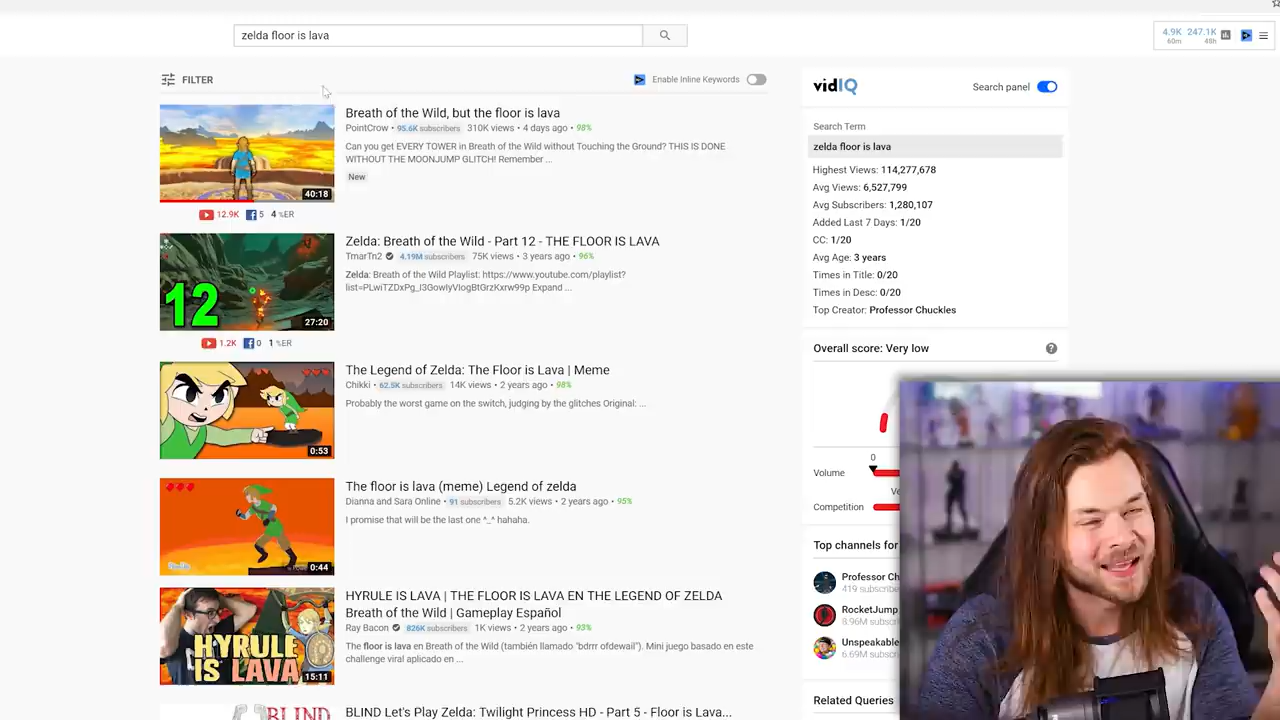 zelda floor is lava
4.9K 247.1K
60m 48h
FILTER
Enable Inline Keywords
Breath of the Wild, but the floor is lava
PointCrow • 95.6K subscribers 310K views • 4 days ago • 98%
Can you get EVERY TOWER in Breath of the Wild without Touching the Ground? THIS IS DONE
WITHOUT THE MOONJUMP GLITCH! Remember ...
New
40:18
12.9K 5 4 %ER
Zelda: Breath of the Wild - Part 12 - THE FLOOR IS LAVA
TmarTn2 4.19M subscribers 75K views • 3 years ago • 96%
Zelda: Breath of the Wild Playlist: https://www.youtube.com/playlist?
list=PLwiTZDxPg_I3GowlyVlogBtGrzKxrw99p Expand ...
12
27:20
1.2K 0 1 %ER
The Legend of Zelda: The Floor is Lava | Meme
Chikki • 62.5K subscribers 14K views • 2 years ago • 98%
Probably the worst game on the switch, judging by the glitches Original: ...
0:53
The floor is lava (meme) Legend of zelda
Dianna and Sara Online • 91 subscribers 5.2K views • 2 years ago • 95%
I promise that will be the last one ^_^ hahaha.
0:44
HYRULE IS LAVA | THE FLOOR IS LAVA EN THE LEGEND OF ZELDA
Breath of the Wild | Gameplay Español
Ray Bacon 826K subscribers 1K views • 2 years ago • 93%
The floor is lava en Breath of the Wild (también llamado "bdrrr ofdewail"). Mini juego basado en este
challenge viral aplicado en ...
HYRULE
IS LAVA
15:11
BLIND Let's Play Zelda: Twilight Princess HD - Part 5 - Floor is Lava...
BLIND
vidIQ
Search panel
Search Term
zelda floor is lava
Highest Views: 114,277,678
Avg Views: 6,527,799
Avg Subscribers: 1,280,107
Added Last 7 Days: 1/20
CC: 1/20
Avg Age: 3 years
Times in Title: 0/20
Times in Desc: 0/20
Top Creator: Professor Chuckles
Overall score: Very low
0
Volume
Ve
Competition
Top channels for
Professor Ch
419 subscribe
RocketJump
8.96M subscri
Unspeakable
6.69M subscri
Related Queries